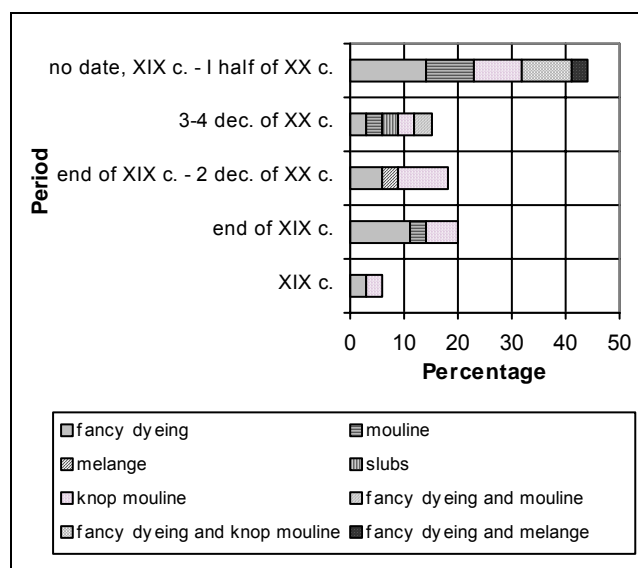 no date, XIX c. - I half of XX c.
3-4 dec. of XX c.
end of XIX c. - 2 dec. of XX c.
end of XIX c.
XIX c.
Period
0 10 20 30 40 50
Percentage
fancy dyeing mouline
melange slubs
knop mouline fancy dyeing and mouline
fancy dyeing and knop mouline fancy dyeing and melange